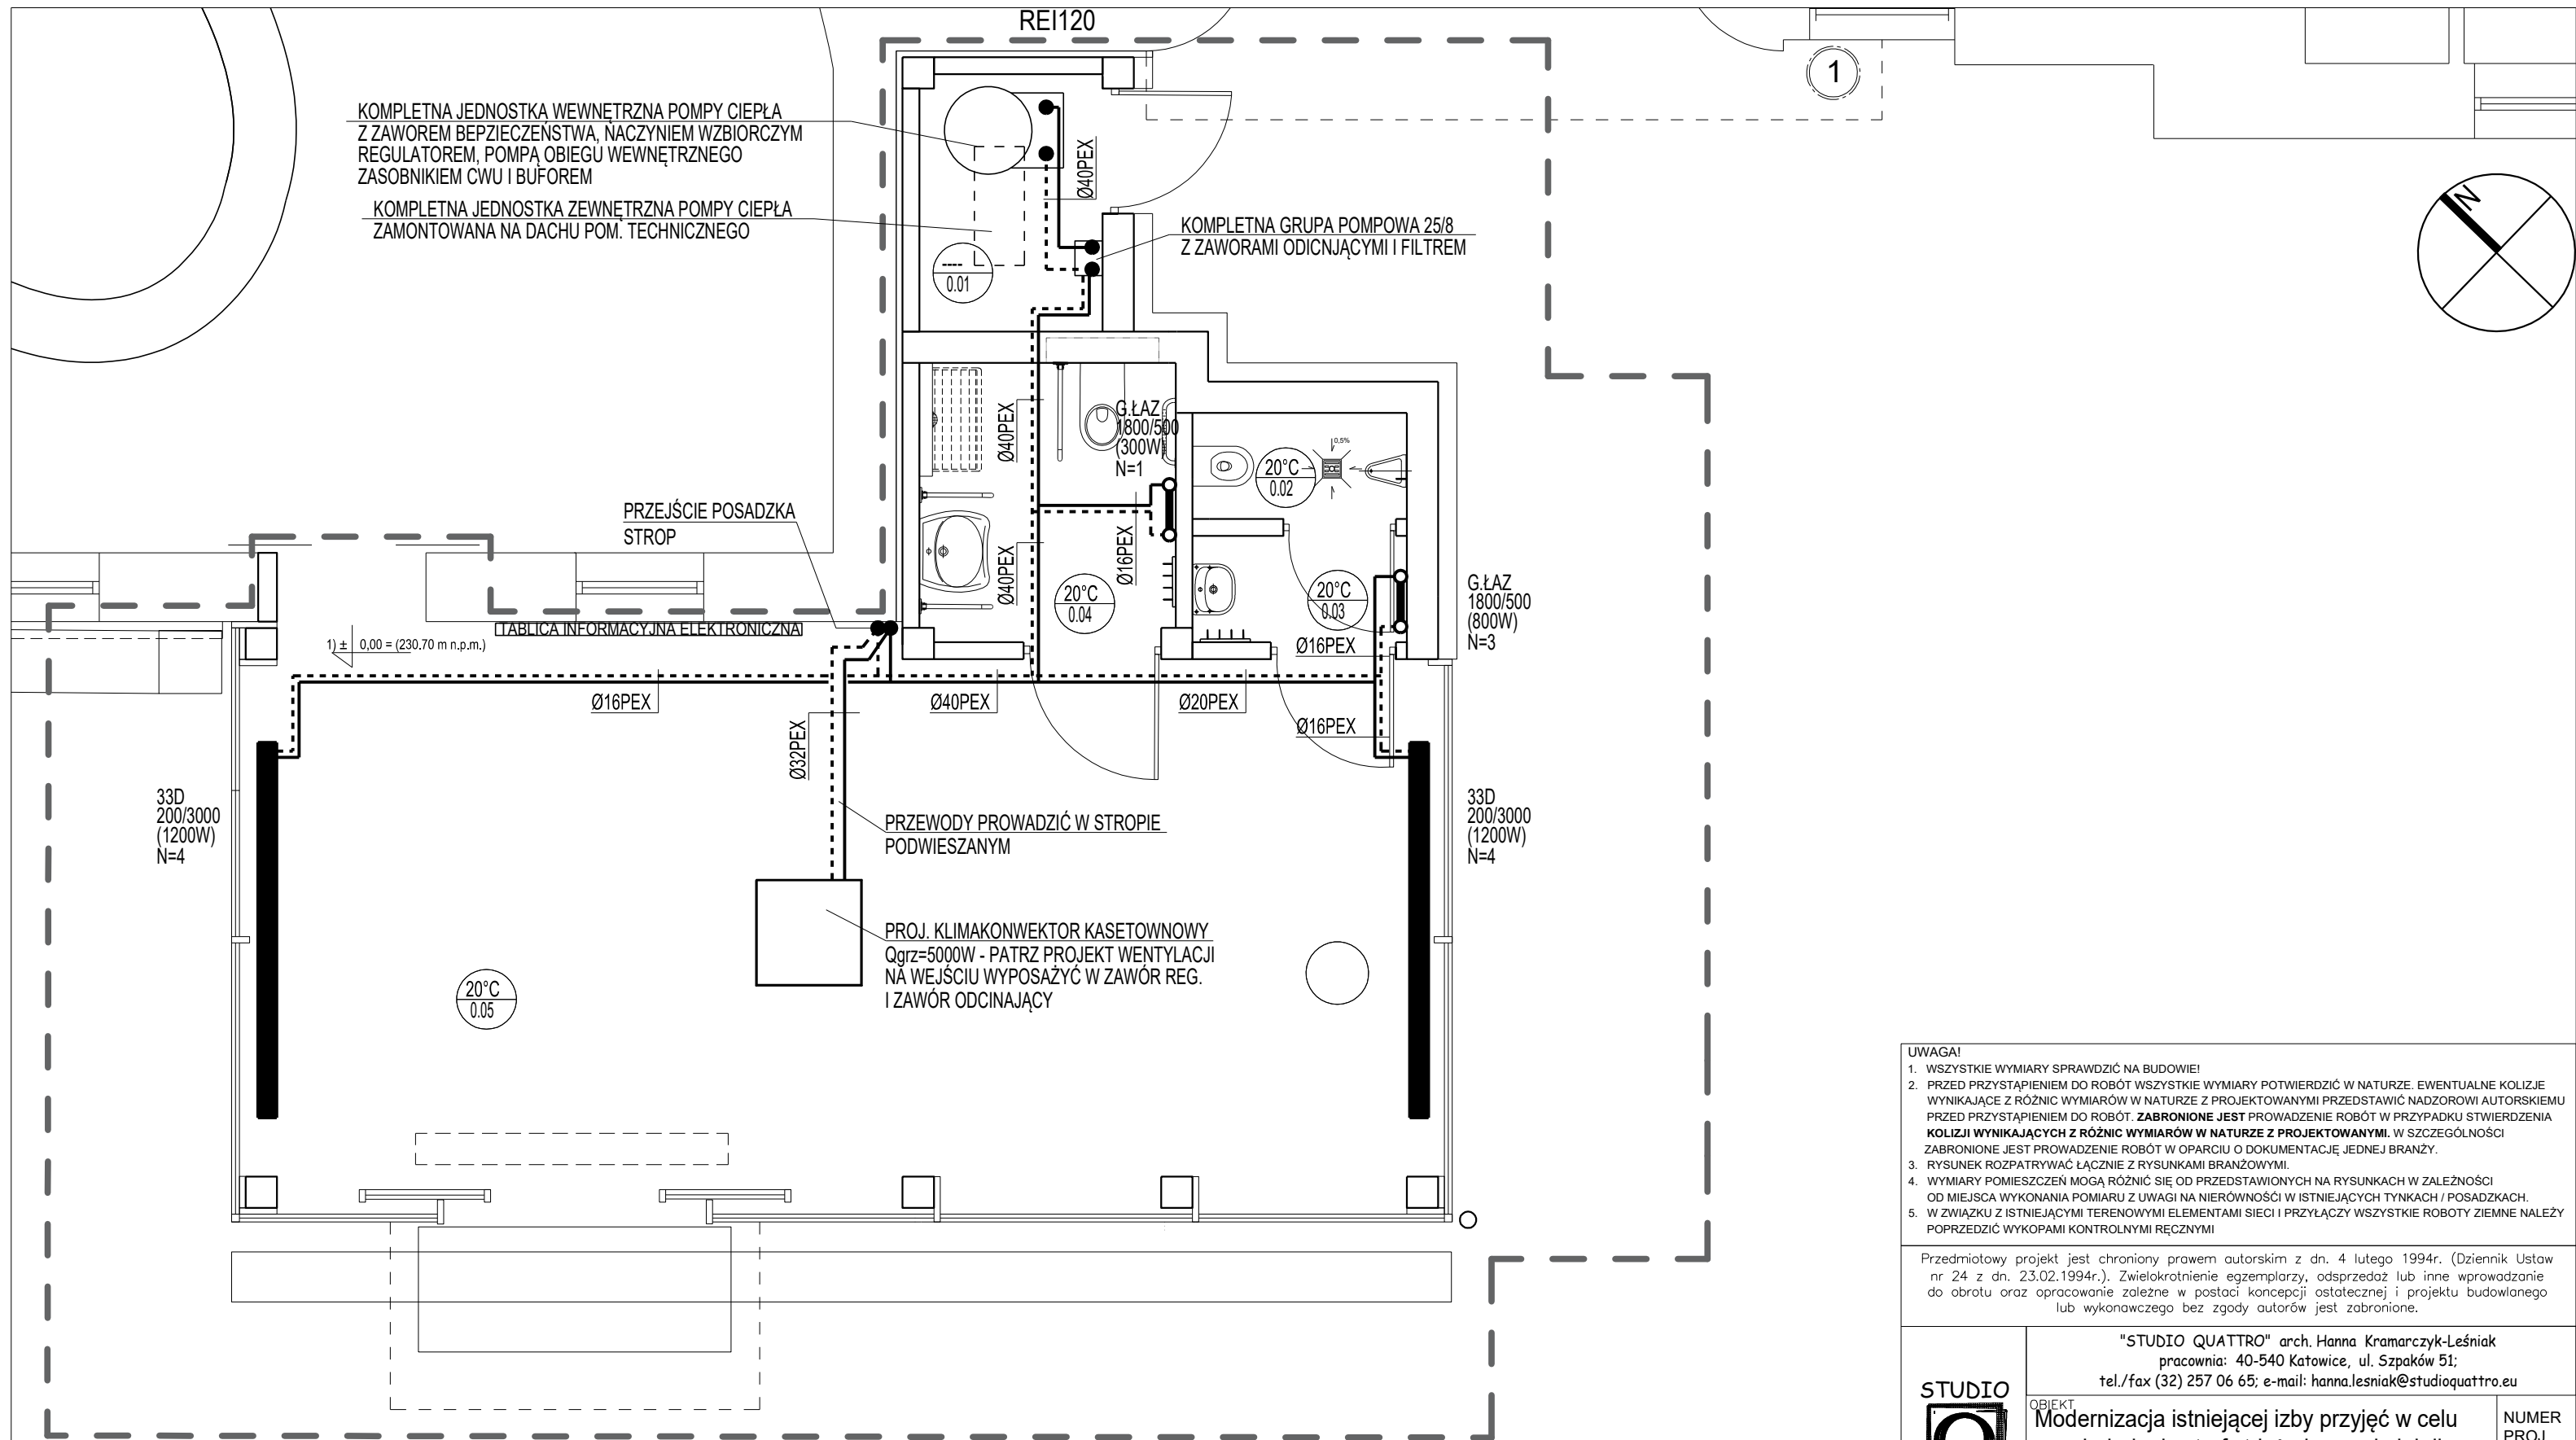 REI120
1
N
KOMPLETNA JEDNOSTKA WEWNĘTRZNA POMPY CIEPŁA
Z ZAWOREM BEPZIECZEŃSTWA, NACZYNIEM WZBIORCZYM
REGULATOREM, POMPĄ OBIEGU WEWNĘTRZNEGO
ZASOBNIKIEM CWU I BUFOREM
KOMPLETNA JEDNOSTKA ZEWNĘTRZNA POMPY CIEPŁA
ZAMONTOWANA NA DACHU POM. TECHNICZNEGO
Ø40PEX
KOMPLETNA GRUPA POMPOWA 25/8
Z ZAWORAMI ODICNJĄCYMI I FILTREM
----
0.01
Ø40PEX
G.ŁAZ
1800/500
(300W)
N=1
0,5%
20°C
0.02
PRZEJŚCIE POSADZKA
STROP
Ø40PEX
Ø16PEX
20°C
0.04
20°C
0.03
G.ŁAZ
1800/500
(800W)
N=3
TABLICA INFORMACYJNA ELEKTRONICZNA
1) ± 0,00 = (230.70 m n.p.m.)
Ø16PEX
Ø16PEX
Ø40PEX
Ø20PEX
Ø16PEX
Ø32PEX
33D
200/3000
(1200W)
N=4
33D
200/3000
(1200W)
N=4
PRZEWODY PROWADZIĆ W STROPIE
PODWIESZANYM
PROJ. KLIMAKONWEKTOR KASETOWNOWY
Qgrz=5000W - PATRZ PROJEKT WENTYLACJI
NA WEJŚCIU WYPOSAŻYĆ W ZAWÓR REG.
I ZAWÓR ODCINAJĄCY
20°C
0.05
UWAGA!
1. WSZYSTKIE WYMIARY SPRAWDZIĆ NA BUDOWIE!
2. PRZED PRZYSTĄPIENIEM DO ROBÓT WSZYSTKIE WYMIARY POTWIERDZIĆ W NATURZE. EWENTUALNE KOLIZJE
WYNIKAJĄCE Z RÓŻNIC WYMIARÓW W NATURZE Z PROJEKTOWANYMI PRZEDSTAWIĆ NADZOROWI AUTORSKIEMU
PRZED PRZYSTĄPIENIEM DO ROBÓT. ZABRONIONE JEST PROWADZENIE ROBÓT W PRZYPADKU STWIERDZENIA
KOLIZJI WYNIKAJĄCYCH Z RÓŻNIC WYMIARÓW W NATURZE Z PROJEKTOWANYMI. W SZCZEGÓLNOŚCI
ZABRONIONE JEST PROWADZENIE ROBÓT W OPARCIU O DOKUMENTACJĘ JEDNEJ BRANŻY.
3. RYSUNEK ROZPATRYWAĆ ŁĄCZNIE Z RYSUNKAMI BRANŻOWYMI.
4. WYMIARY POMIESZCZEŃ MOGĄ RÓŻNIĆ SIĘ OD PRZEDSTAWIONYCH NA RYSUNKACH W ZALEŻNOŚCI
OD MIEJSCA WYKONANIA POMIARU Z UWAGI NA NIERÓWNOŚĆI W ISTNIEJĄCYCH TYNKACH / POSADZKACH.
5. W ZWIĄZKU Z ISTNIEJĄCYMI TERENOWYMI ELEMENTAMI SIECI I PRZYŁĄCZY WSZYSTKIE ROBOTY ZIEMNE NALEŻY
POPRZEDZIĆ WYKOPAMI KONTROLNYMI RĘCZNYMI
Przedmiotowy projekt jest chroniony prawem autorskim z dn. 4 lutego 1994r. (Dziennik Ustaw
nr 24 z dn. 23.02.1994r.). Zwielokrotnienie egzemplarzy, odsprzedaż lub inne wprowadzanie
do obrotu oraz opracowanie zależne w postaci koncepcji ostatecznej i projektu budowlanego
lub wykonawczego bez zgody autorów jest zabronione.
"STUDIO QUATTRO" arch. Hanna Kramarczyk-Leśniak
pracownia: 40-540 Katowice, ul. Szpaków 51;
tel./fax (32) 257 06 65; e-mail: hanna.lesniak@studioquattro.eu
STUDIO
OBIEKT
Modernizacja istniejącej izby przyjęć w celu
NUMER
PROJ.